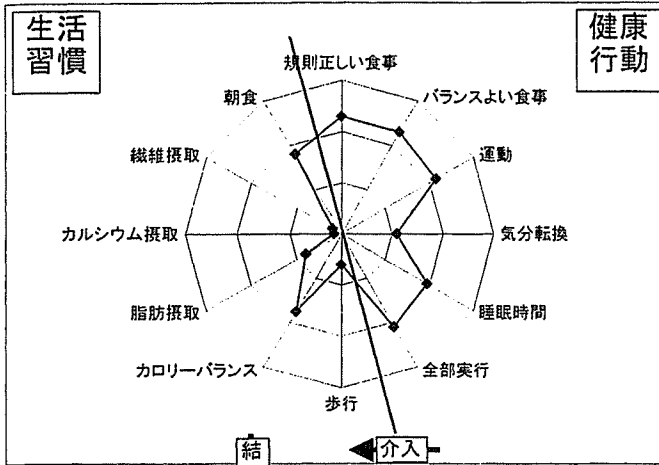 生活
習慣
健康
行動
規則正しい食事
朝食
バランスよい食事
繊維摂取
運動
カルシウム摂取
気分転換
脂肪摂取
睡眠時間
カロリーバランス
全部実行
歩行
結
介入